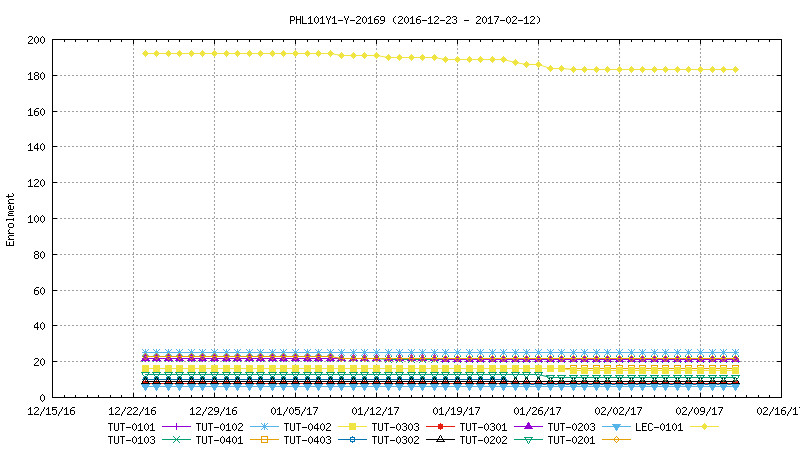 PHL101Y1-Y-20169 (2016-12-23 - 2017-02-12)
200
180
160
140
120
100
80
60
40
20
0
Enrolment
12/15/16 12/22/16 12/29/16 01/05/17 01/12/17 01/19/17 01/26/17 02/02/17 02/09/17 02/16/17
TUT-0101 TUT-0102 TUT-0402 TUT-0303 TUT-0301 TUT-0302 TUT-0203 LEC-0101
TUT-0103 TUT-0401 TUT-0403 TUT-0302 TUT-0202 TUT-0201